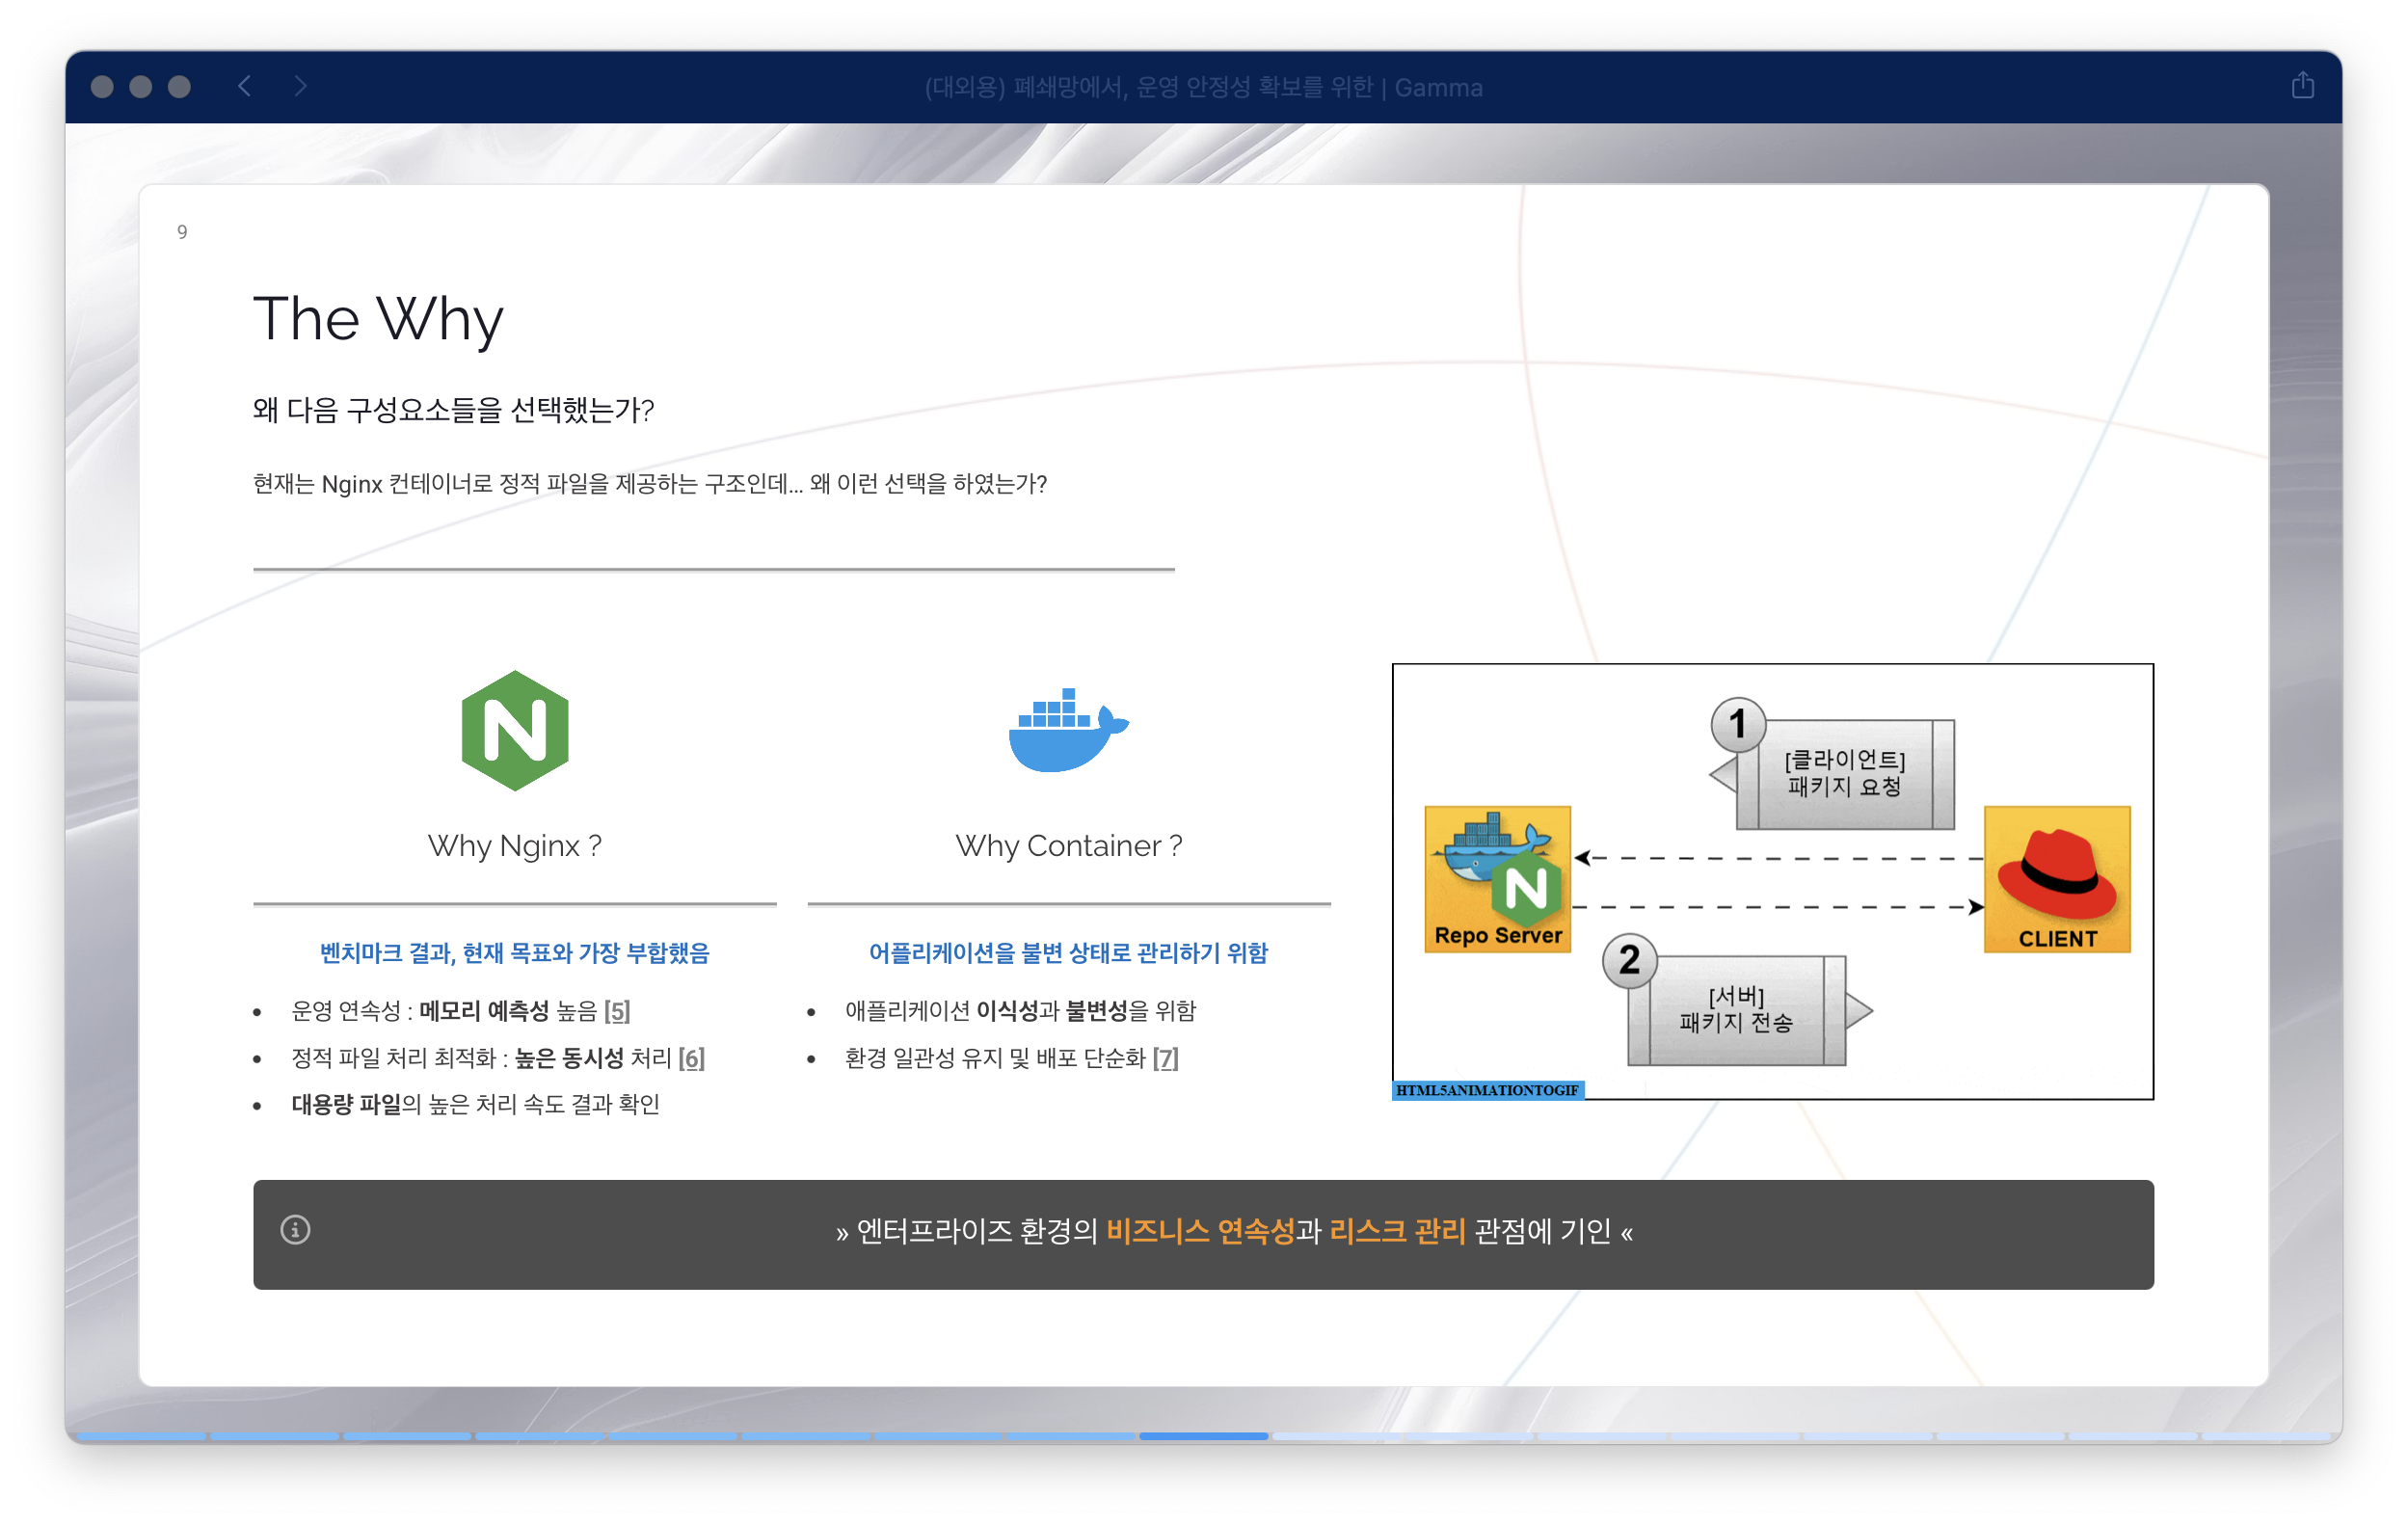 (대외용) 폐쇄망에서, 운영 안정성 확보를 위한 | Gamma
9
The Why
왜 다음 구성요소들을 선택했는가?
현재는 Nginx 컨테이너로 정적 파일을 제공하는 구조인데... 왜 이런 선택을 하였는가?
Why Nginx ?
벤치마크 결과, 현재 목표와 가장 부합했음
• 운영 연속성 : 메모리 예측성 높음 [5]
• 정적 파일 처리 최적화 : 높은 동시성 처리 [6]
• 대용량 파일의 높은 처리 속도 결과 확인
Why Container ?
어플리케이션을 불변 상태로 관리하기 위함
• 애플리케이션 이식성과 불변성을 위함
• 환경 일관성 유지 및 배포 단순화 [7]
1
[클라이언트]
패키지 요청
N
Repo Server
CLIENT
2
[서버]
패키지 전송
HTML5ANIMATIONTOGIF
» 엔터프라이즈 환경의 비즈니스 연속성과 리스크 관리 관점에 기인 «